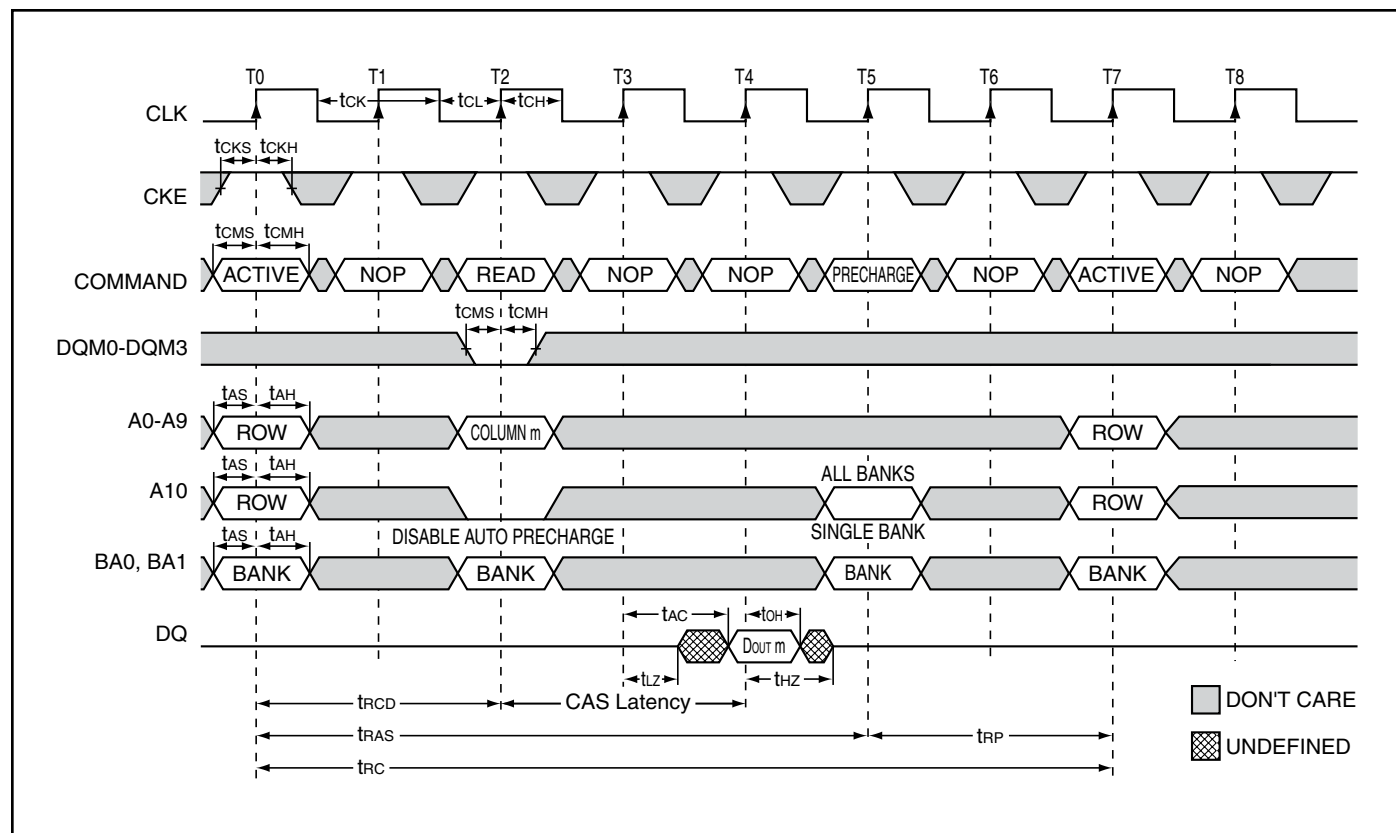 T0 T1 T2 T3 T4 T5 T6 T7 T8
CLK
tCK tCL tCH
tCKS tCKH
CKE
tCMS tCMH
COMMAND
ACTIVE NOP READ NOP NOP PRECHARGE NOP ACTIVE NOP
tCMS tCMH
DQM0-DQM3
tAS tAH
A0-A9
ROW COLUMN m ROW
tAS tAH
ALL BANKS
A10
ROW ROW
DISABLE AUTO PRECHARGE
SINGLE BANK
tAS tAH
BA0, BA1
BANK BANK BANK BANK
tAC tOH
DQ
DOUT m
tLZ tHZ
tRCD CAS Latency
DON'T CARE
tRAS tRP
UNDEFINED
tRC